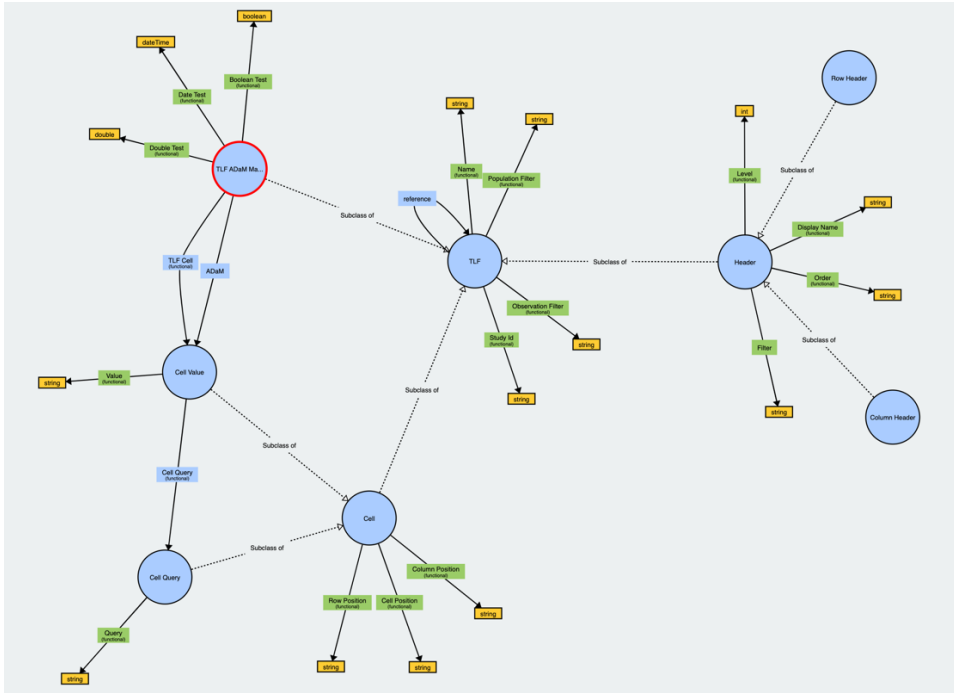 boolean
dateTime
Boolean Test
(functional)
Date Test
(functional)
double
Double Test
(functional)
TLF ADaM Ma...
Subclass of
TLF Cell
(functional)
ADaM
Cell Value
Value
(functional)
string
Cell Query
(functional)
Cell Query
Query
(functional)
string
Subclass of
Subclass of
Cell
Row Position
(functional)
string
Cell Position
(functional)
string
Column Position
(functional)
string
Subclass of
string
string
Name
(functional)
Population Filter
(functional)
reference
TLF
Observation Filter
(functional)
string
Study Id
(functional)
string
Subclass of
int
Level
(functional)
Row Header
Subclass of
string
Display Name
(functional)
Header
Order
(functional)
string
Filter
string
Subclass of
Column Header